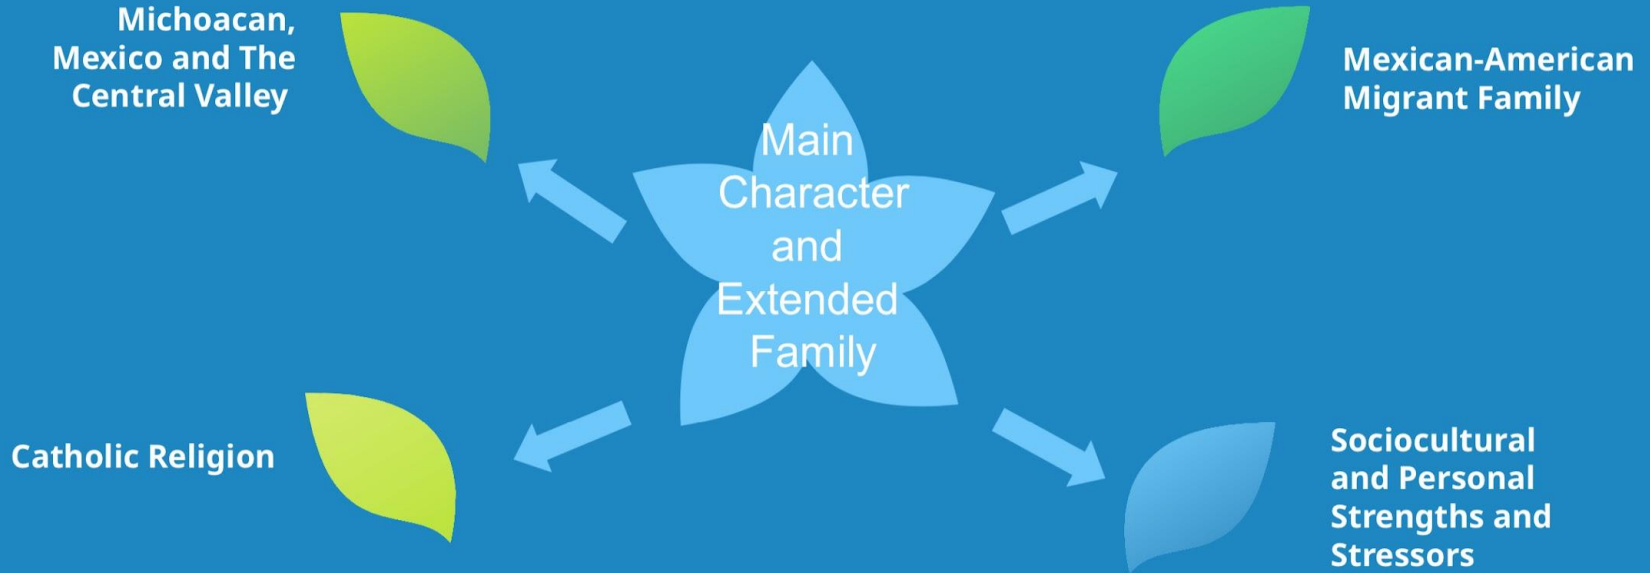 Michoacan,
Mexico and The
Central Valley
Mexican-American
Migrant Family
Main
Character
and
Extended
Family
Catholic Religion
Sociocultural
and Personal
Strengths and
Stressors